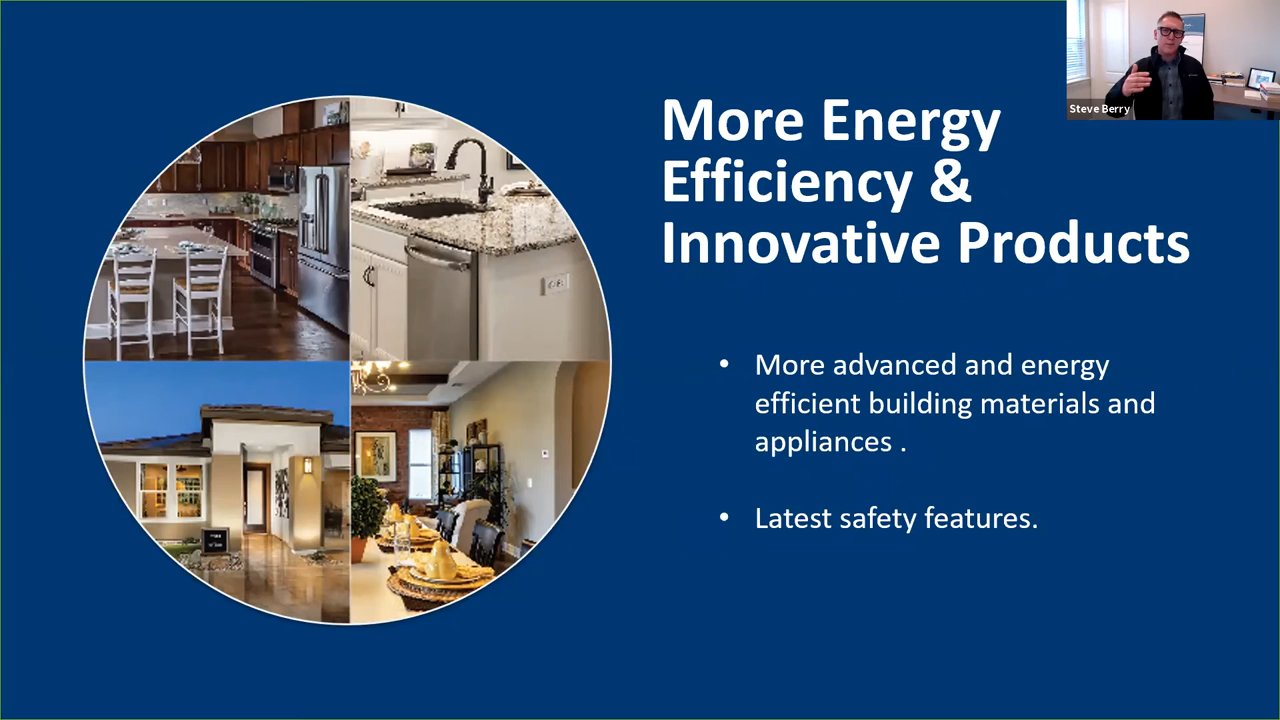 Steve Berry
More Energy
Efficiency &
Innovative Products
• More advanced and energy
efficient building materials and
appliances .
• Latest safety features.